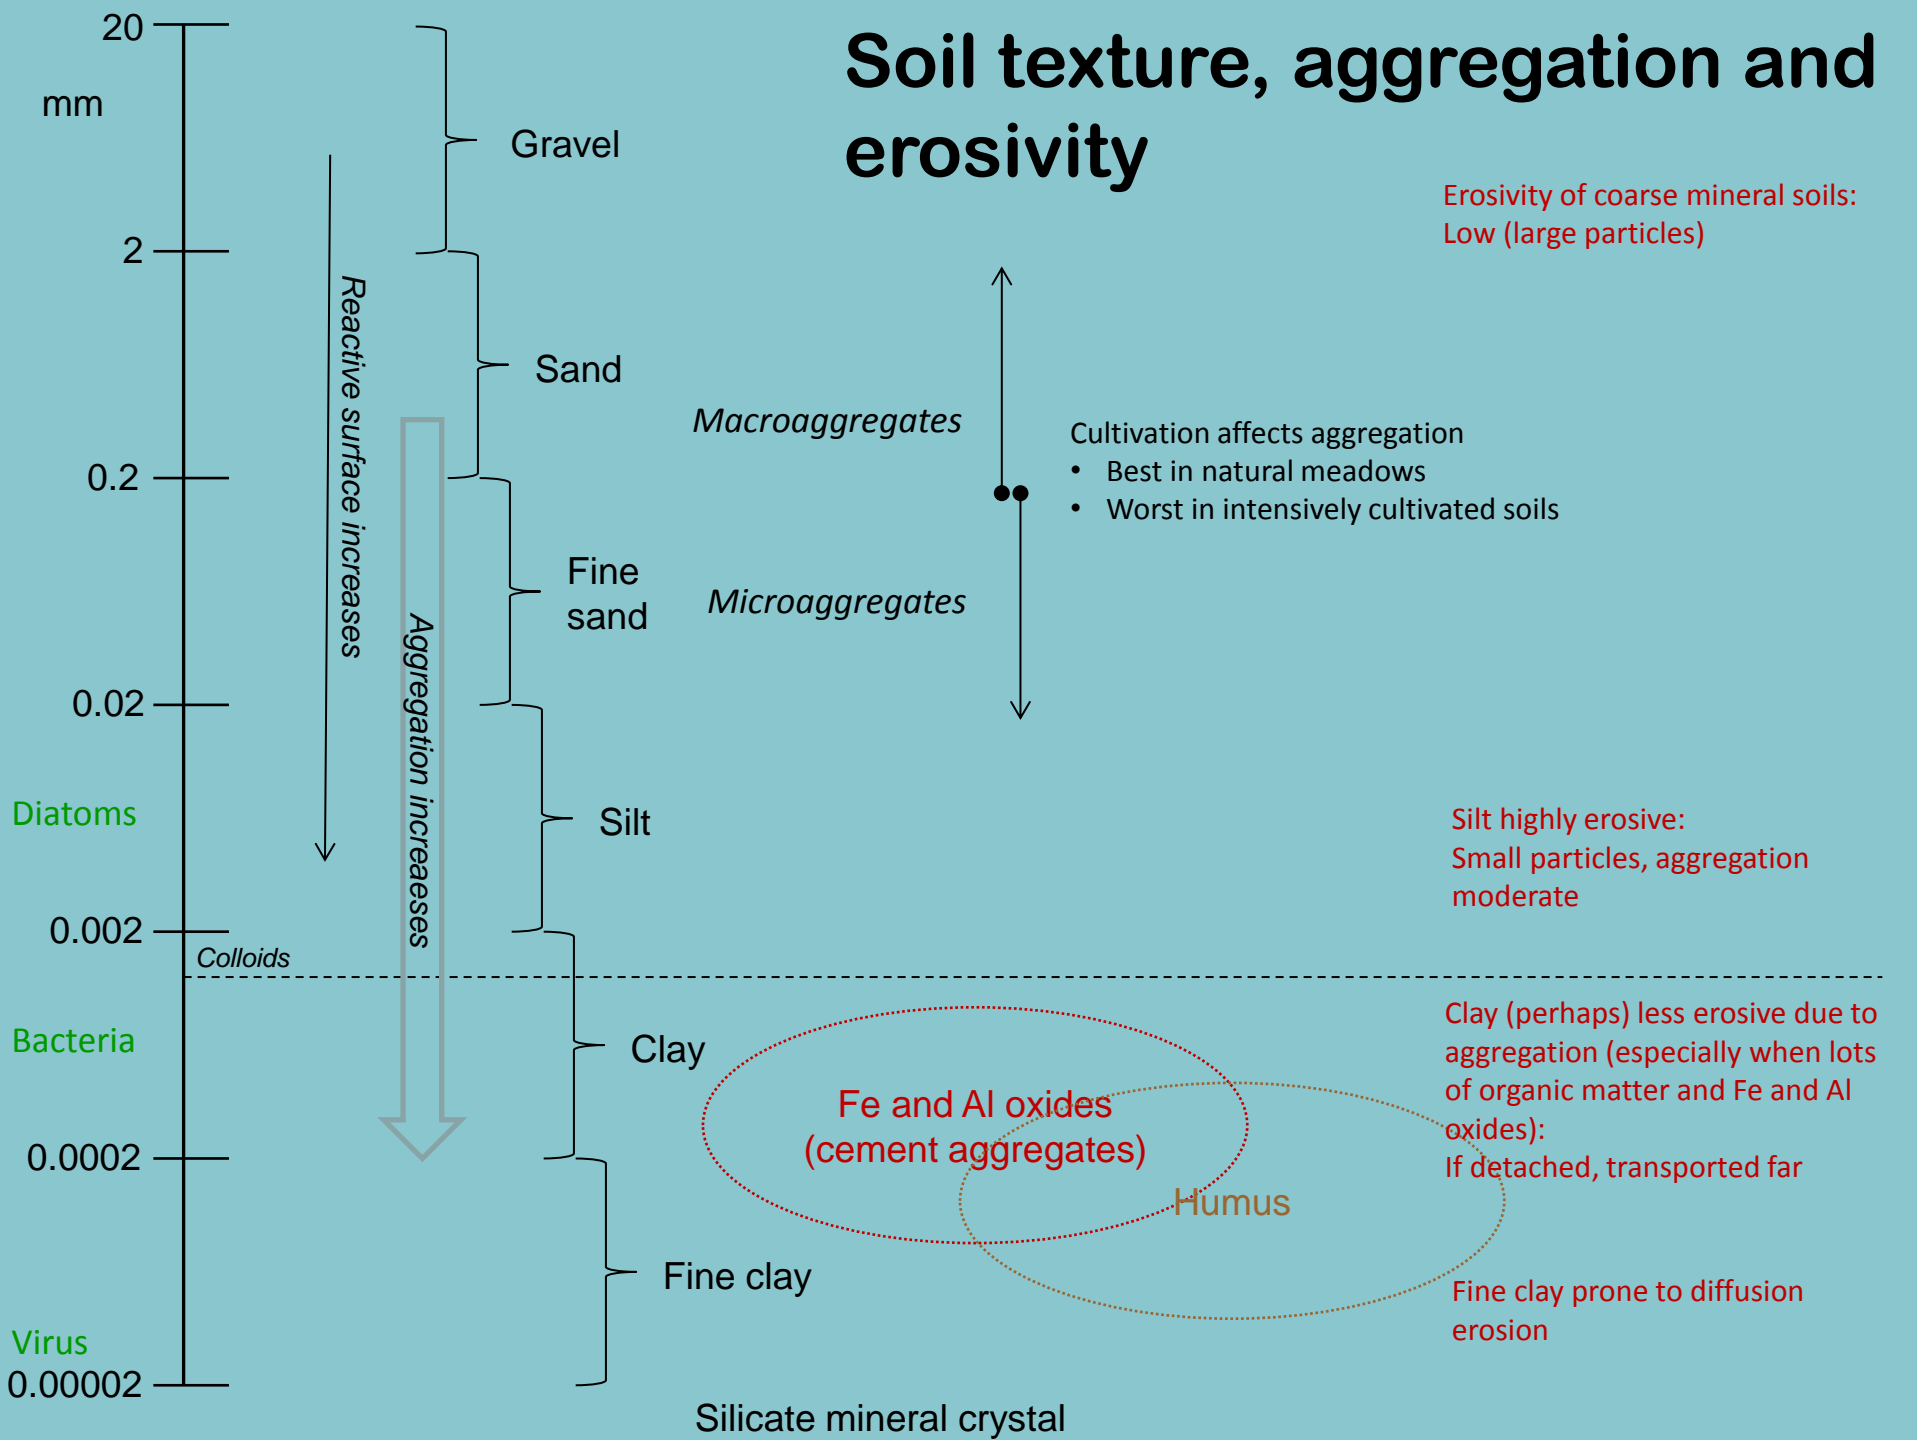 Soil texture, aggregation and
erosivity
20
mm
2
0.2
0.02
0.002
0.0002
0.00002
Diatoms
Bacteria
Virus
Reactive surface increases
Aggregation increaeses
Colloids
Gravel
Sand
Fine
sand
Silt
Clay
Fine clay
Silicate mineral crystal
Macroaggregates
Microaggregates
Cultivation affects aggregation
• Best in natural meadows
• Worst in intensively cultivated soils
Fe and Al oxides
(cement aggregates)
Humus
Erosivity of coarse mineral soils:
Low (large particles)
Silt highly erosive:
Small particles, aggregation
moderate
Clay (perhaps) less erosive due to
aggregation (especially when lots
of organic matter and Fe and Al
oxides):
If detached, transported far
Fine clay prone to diffusion
erosion